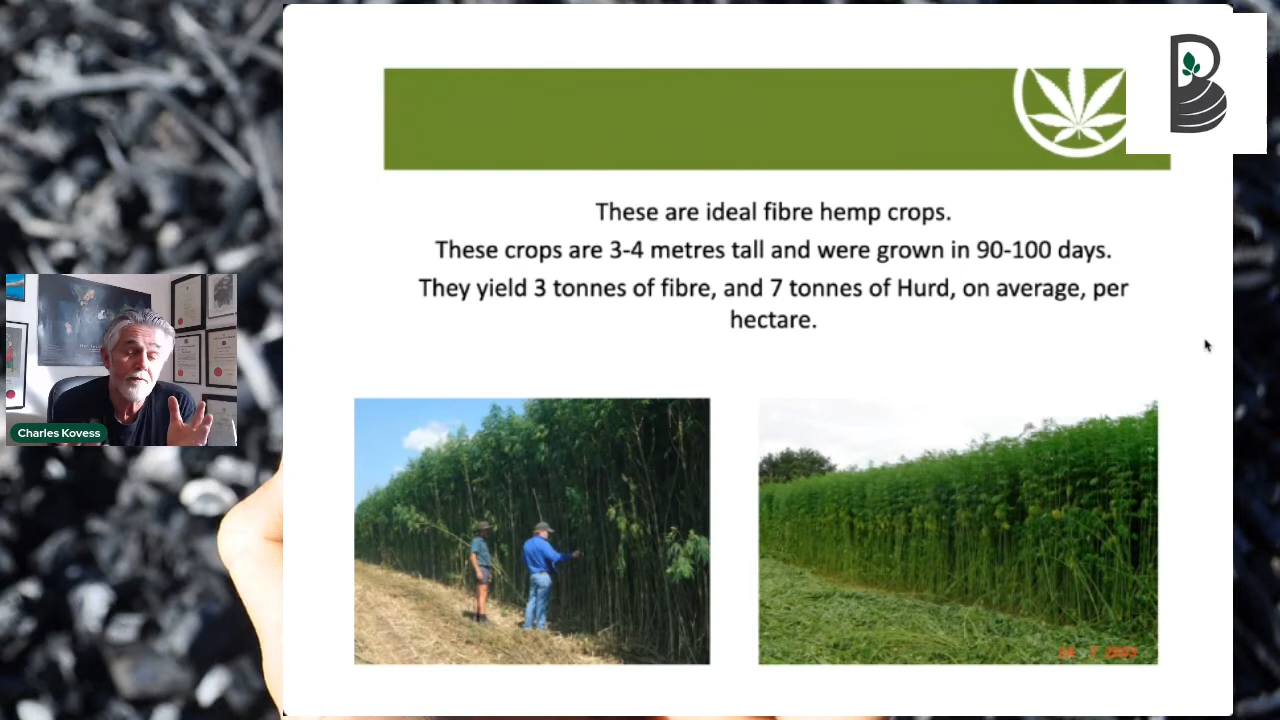 These are ideal fibre hemp crops.
These crops are 3-4 metres tall and were grown in 90-100 days.
They yield 3 tonnes of fibre, and 7 tonnes of Hurd, on average, per
hectare.
Charles Kovess